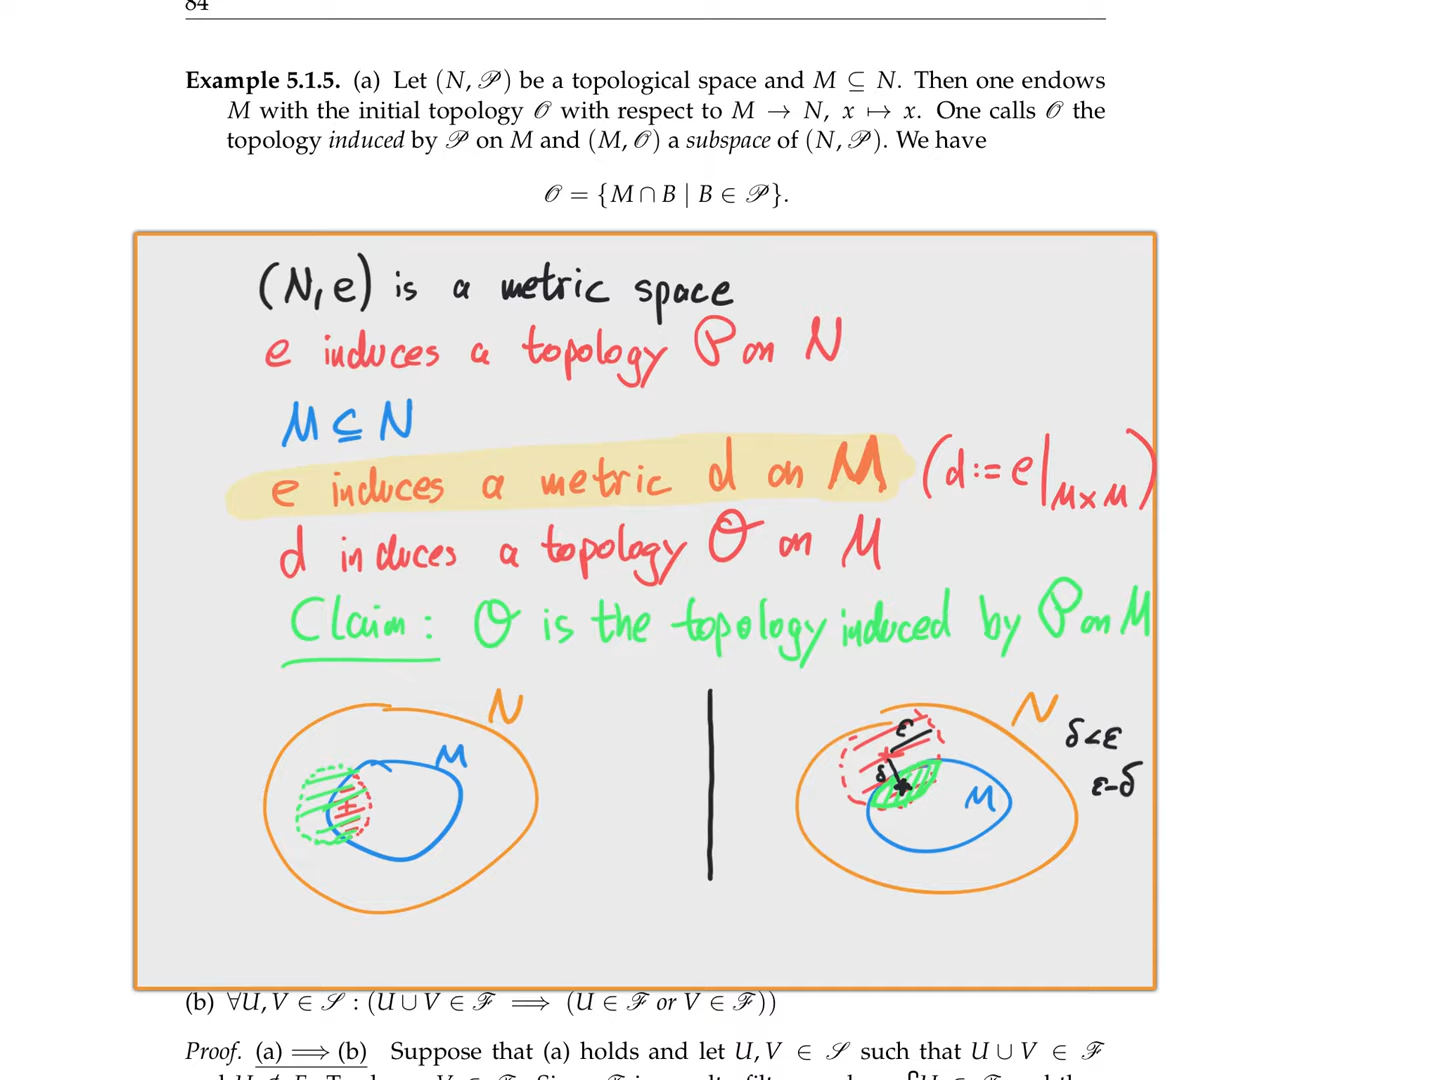 84
Example 5.1.5. (a) Let (N, 𝒫) be a topological space and M ⊆ N. Then one endows
M with the initial topology 𝒪 with respect to M → N, x ↦ x. One calls 𝒪 the
topology induced by 𝒫 on M and (M, 𝒪) a subspace of (N, 𝒫). We have
𝒪 = {M ∩ B | B ∈ 𝒫}.
(N, e) is a metric space
e induces a topology 𝒫 on N
M ⊆ N
e induces a metric d on M (d := e|M×M)
d induces a topology 𝒪 on M
Claim: 𝒪 is the topology induced by 𝒫 on M
N
M
N
M
ε
δ
δ<ε
ε-δ
(b) ∀U, V ∈ 𝒮 : (U ∪ V ∈ ℱ ⟹ (U ∈ ℱ or V ∈ ℱ))
Proof. (a) ⟹ (b) Suppose that (a) holds and let U, V ∈ 𝒮 such that U ∪ V ∈ ℱ